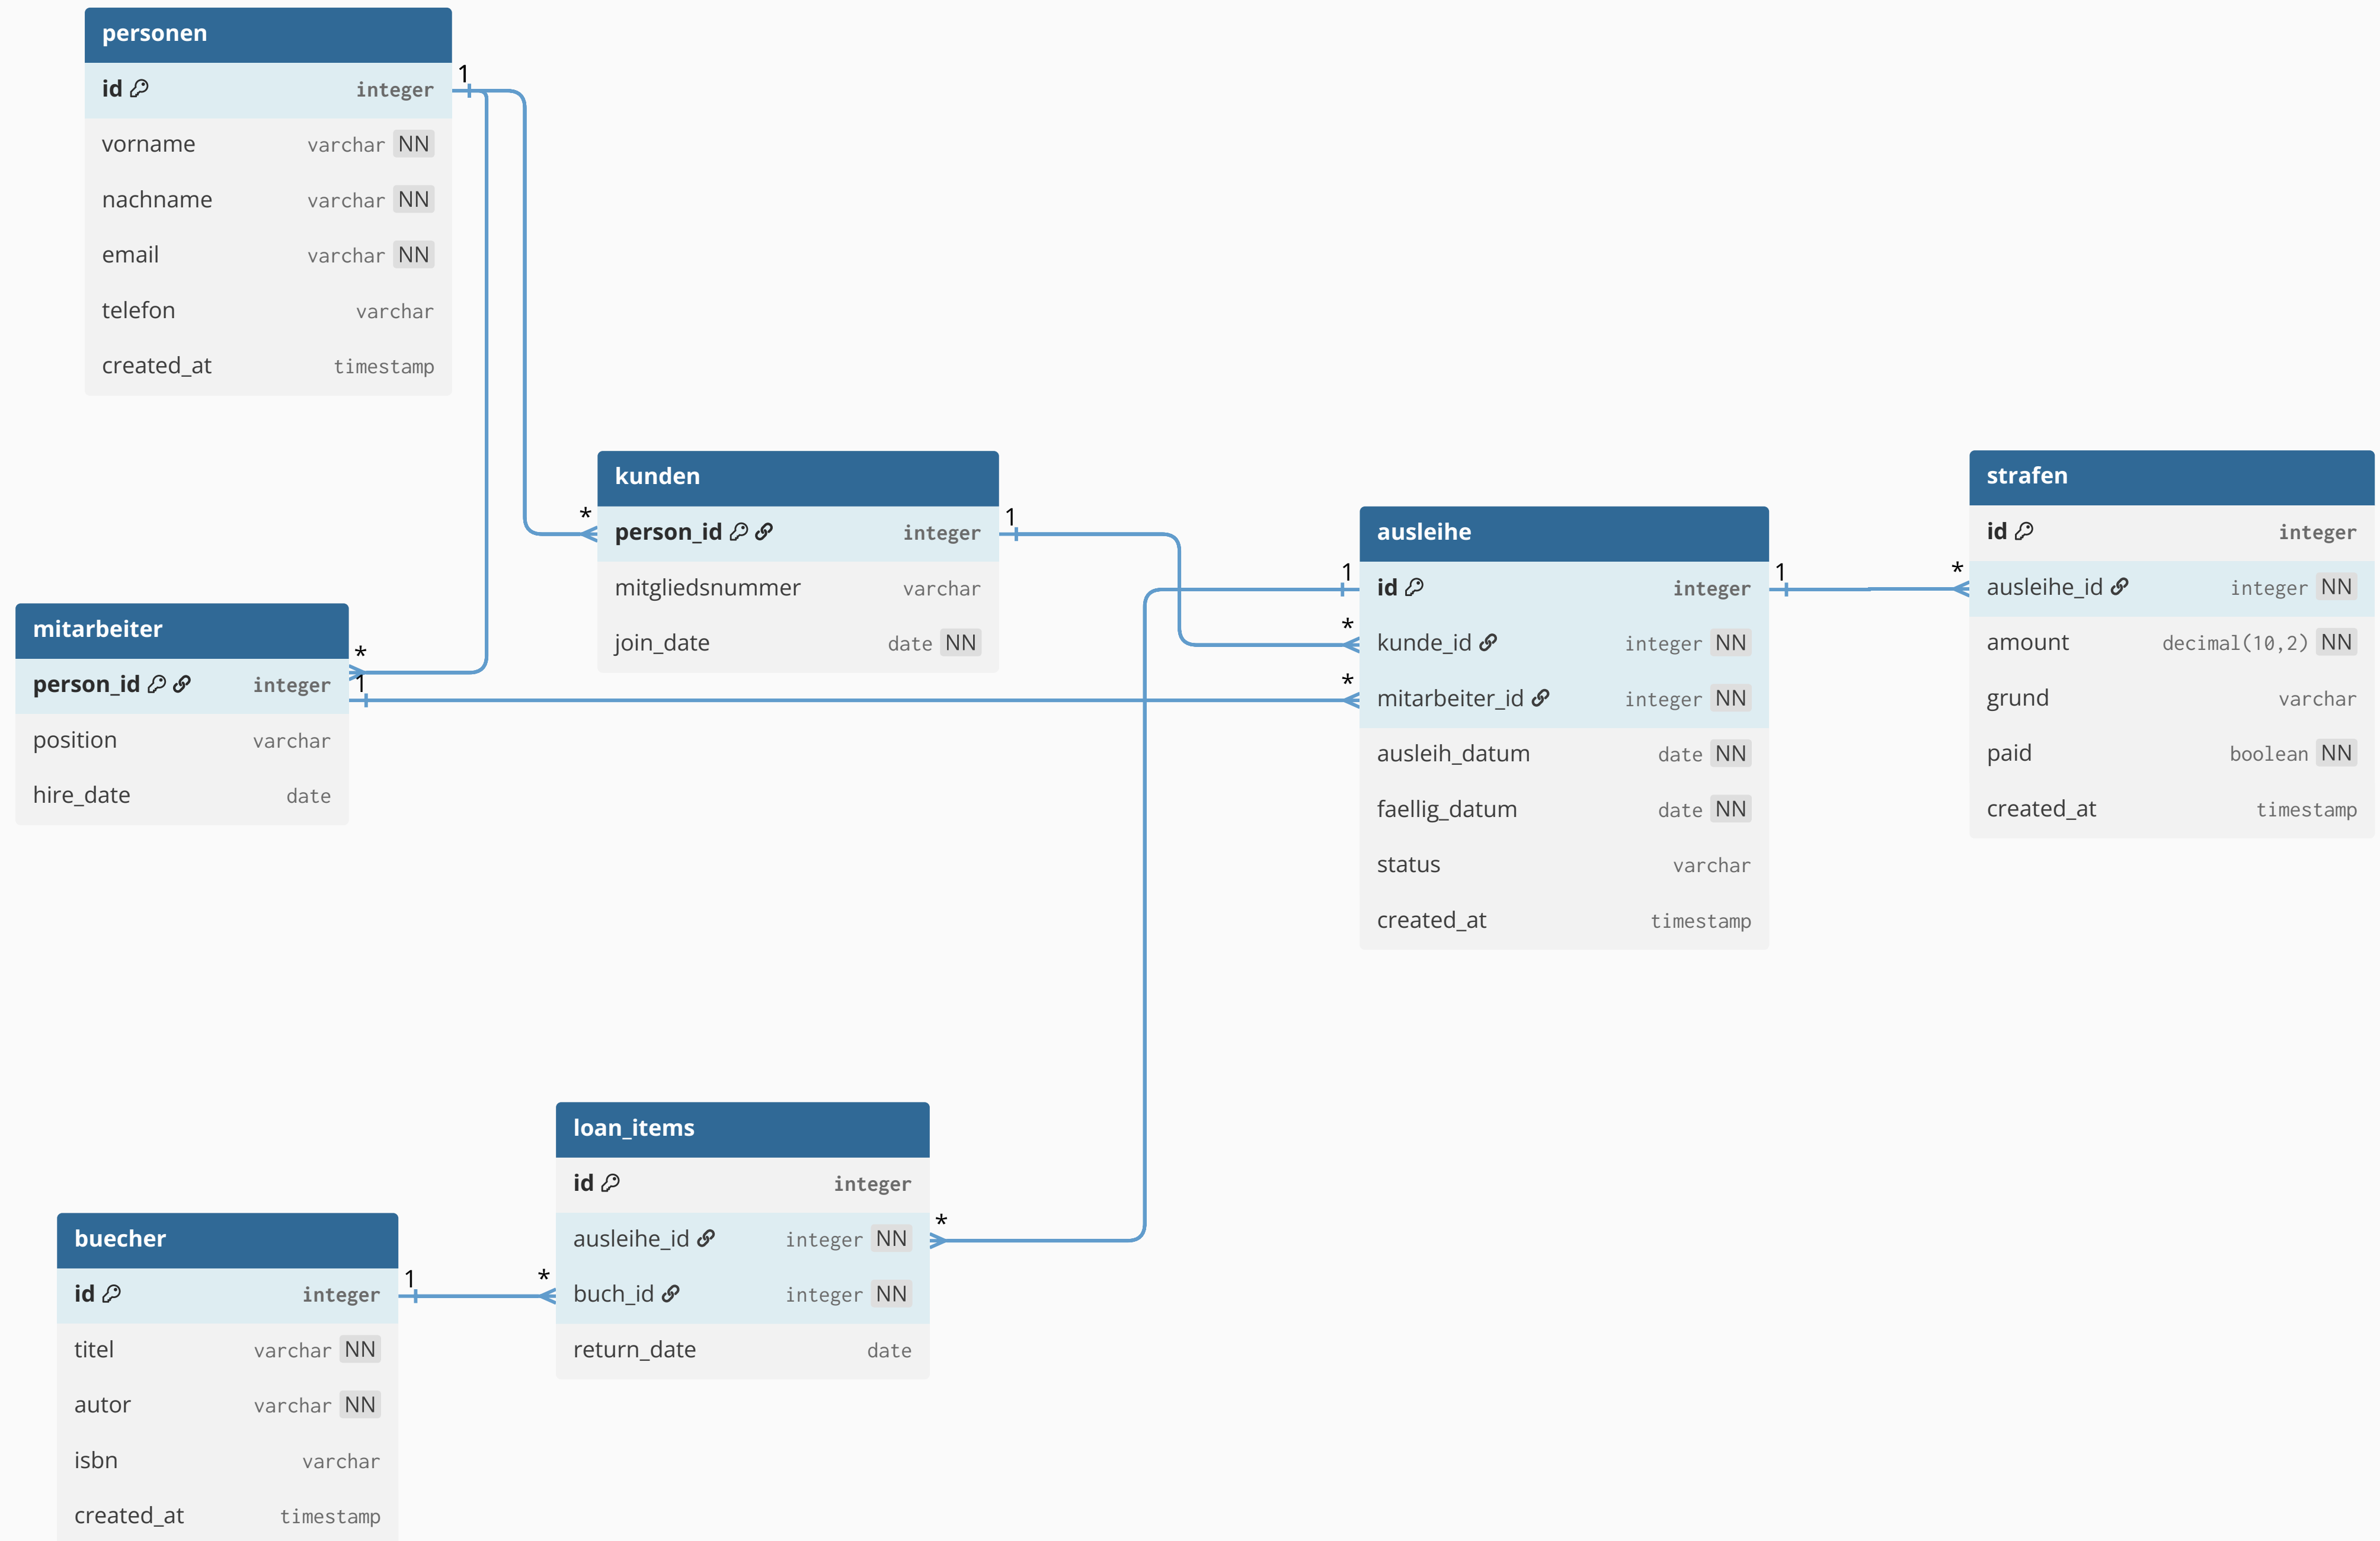 personen
1
id integer
vorname varchar NN
nachname varchar NN
email varchar NN
telefon varchar
created_at timestamp
kunden
*
person_id integer
1
mitgliedsnummer varchar
join_date date NN
mitarbeiter
*
person_id integer
1
position varchar
hire_date date
ausleihe
1
id integer
1
*
kunde_id integer NN
*
mitarbeiter_id integer NN
ausleih_datum date NN
faellig_datum date NN
status varchar
created_at timestamp
strafen
id integer
*
ausleihe_id integer NN
amount decimal(10,2) NN
grund varchar
paid boolean NN
created_at timestamp
loan_items
id integer
*
ausleihe_id integer NN
*
buch_id integer NN
return_date date
buecher
1
id integer
titel varchar NN
autor varchar NN
isbn varchar
created_at timestamp